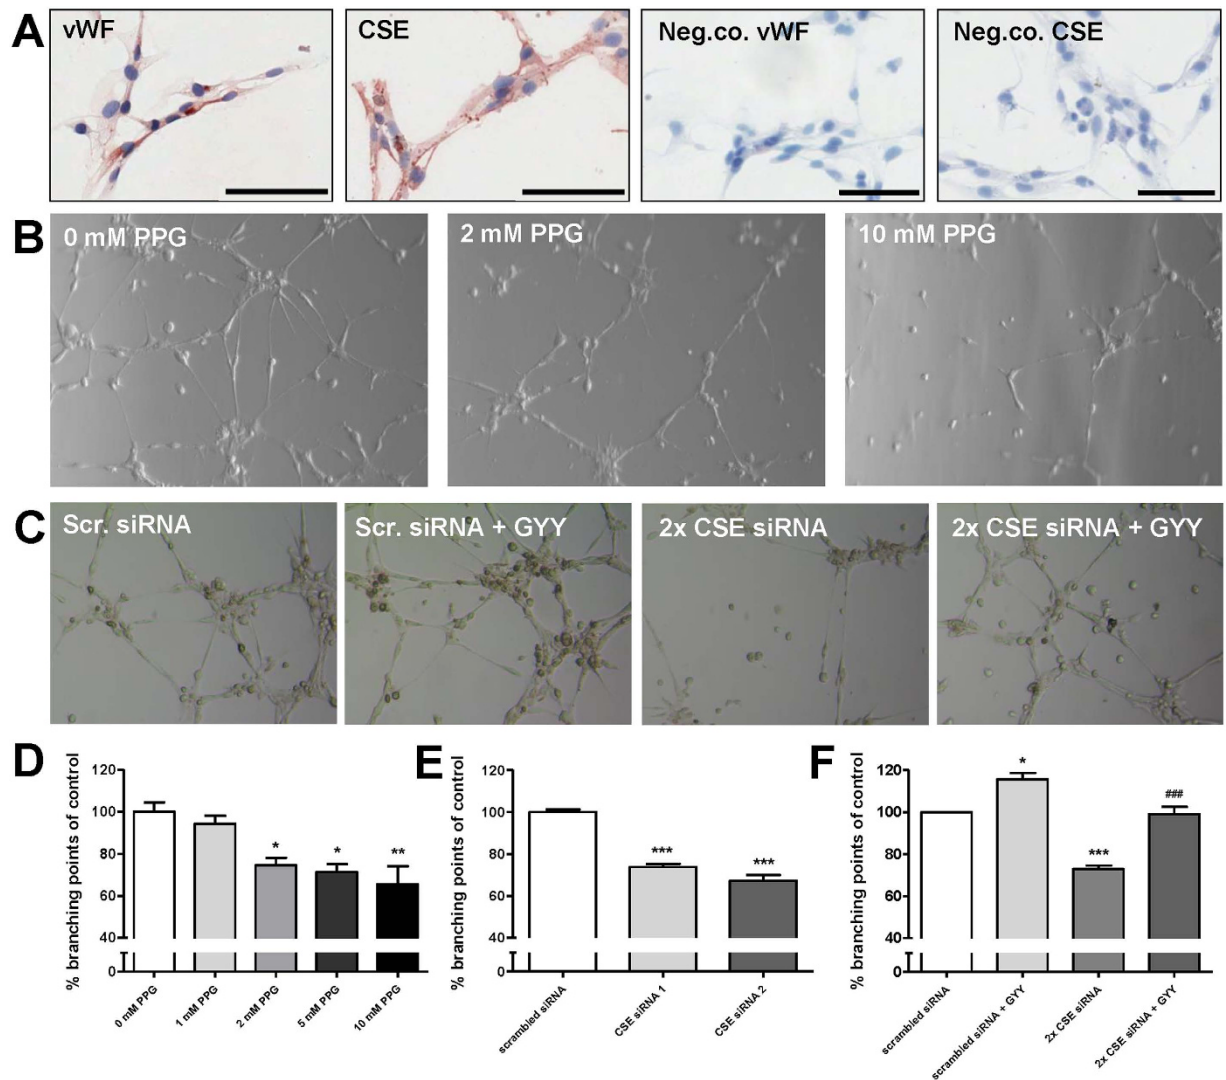 A
vWF
CSE
Neg.co. vWF
Neg.co. CSE
B
0 mM PPG
2 mM PPG
10 mM PPG
C
Scr. siRNA
Scr. siRNA + GYY
2x CSE siRNA
2x CSE siRNA + GYY
D
% branching points of control
120
100
80
60
40
0
*
*
**
0 mM PPG
1 mM PPG
2 mM PPG
5 mM PPG
10 mM PPG
E
% branching points of control
120
100
80
60
40
0
***
***
scrambled siRNA
CSE siRNA 1
CSE siRNA 2
F
% branching points of control
120
100
80
60
40
0
*
***
###
scrambled siRNA
scrambled siRNA + GYY
2x CSE siRNA
2x CSE siRNA + GYY